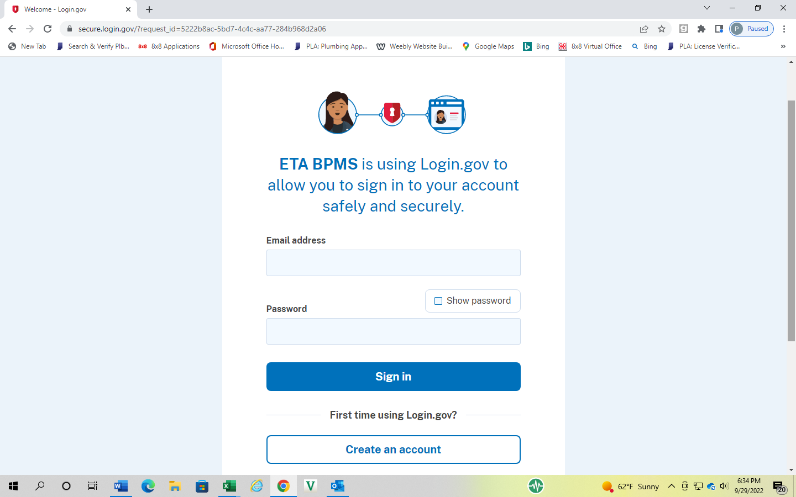 Welcome - Login.gov
secure.login.gov/?request_id=5222b8ac-5bd7-4c4c-aa77-284b968d2a06
P Paused
New Tab Search & Verify Plb... 8x8 Applications Microsoft Office Ho... PLA: Plumbing App... Weebly Website Buil... Google Maps Bing 8x8 Virtual Office Bing PLA: License Verific... »
ETA BPMS is using Login.gov to
allow you to sign in to your account
safely and securely.
Email address
Show password
Password
Sign in
First time using Login.gov?
Create an account
62°F Sunny
6:34 PM
9/29/2022
20